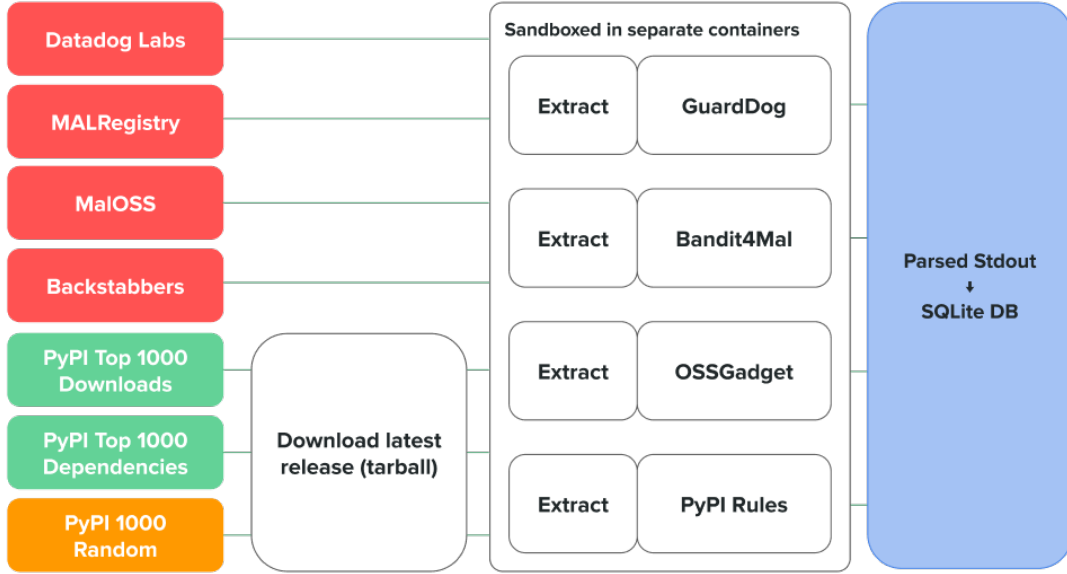 Datadog Labs
MALRegistry
MalOSS
Backstabbers
PyPI Top 1000
Downloads
PyPI Top 1000
Dependencies
PyPI 1000
Random
Download latest
release (tarball)
Sandboxed in separate containers
Extract
GuardDog
Extract
Bandit4Mal
Extract
OSSGadget
Extract
PyPI Rules
Parsed Stdout
SQLite DB